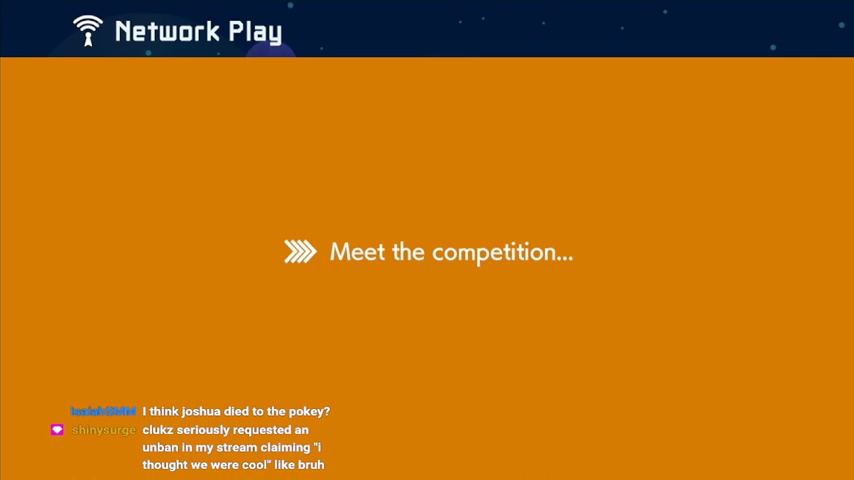 Network Play
Meet the competition...
I think joshua died to the pokey?
shinysurge clukz seriously requested an
unban in my stream claiming "i
thought we were cool" like bruh